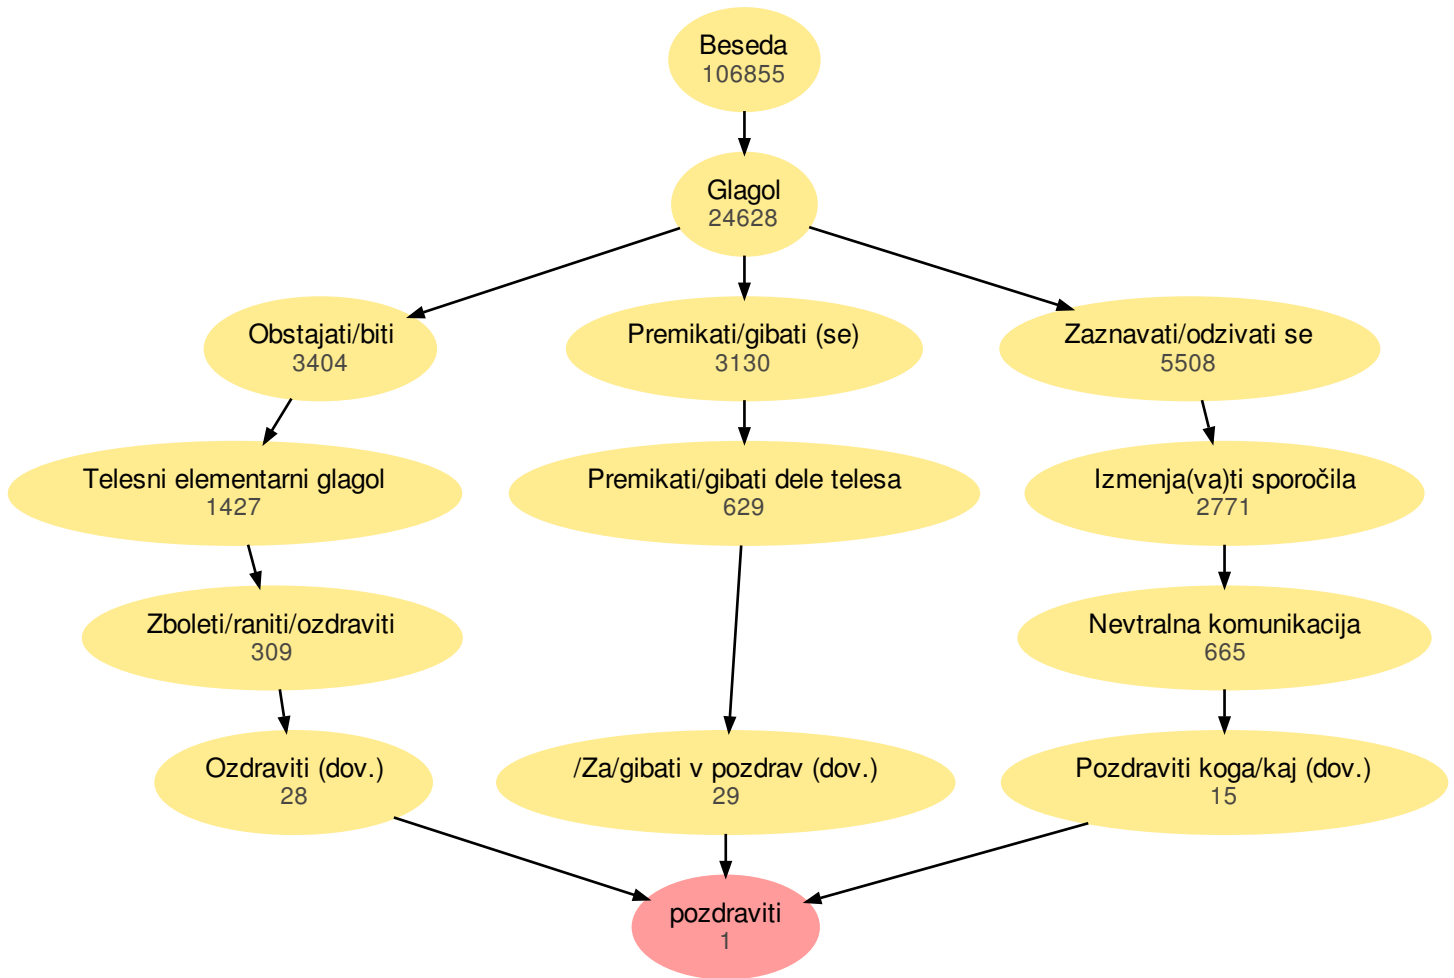 Beseda
106855
Glagol
24628
Obstajati/biti
3404
Premikati/gibati (se)
3130
Zaznavati/odzivati se
5508
Telesni elementarni glagol
1427
Premikati/gibati dele telesa
629
Izmenja(va)ti sporočila
2771
Zboleti/raniti/ozdraviti
309
Nevtralna komunikacija
665
Ozdraviti (dov.)
28
/Za/gibati v pozdrav (dov.)
29
Pozdraviti koga/kaj (dov.)
15
pozdraviti
1